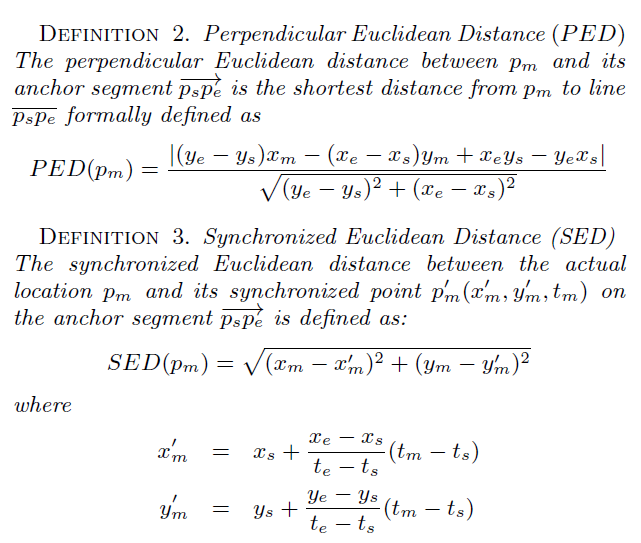 DEFINITION 2. Perpendicular Euclidean Distance (PED)
The perpendicular Euclidean distance between pₘ and its
anchor segment $\overrightarrow{p_s p_e}$ is the shortest distance from pₘ to line
$\overline{p_s p_e}$ formally defined as
$PED(p_m) = \frac{|(y_e - y_s)x_m - (x_e - x_s)y_m + x_e y_s - y_e x_s|}{\sqrt{(y_e - y_s)^2 + (x_e - x_s)^2}}$
DEFINITION 3. Synchronized Euclidean Distance (SED)
The synchronized Euclidean distance between the actual
location $p_m$ and its synchronized point $p'_m(x'_m, y'_m, t_m)$ on
the anchor segment $\overrightarrow{p_s p_e}$ is defined as:
$SED(p_m) = \sqrt{(x_m - x'_m)^2 + (y_m - y'_m)^2}$
where
$x'_m = x_s + \frac{x_e - x_s}{t_e - t_s}(t_m - t_s)$
$y'_m = y_s + \frac{y_e - y_s}{t_e - t_s}(t_m - t_s)$